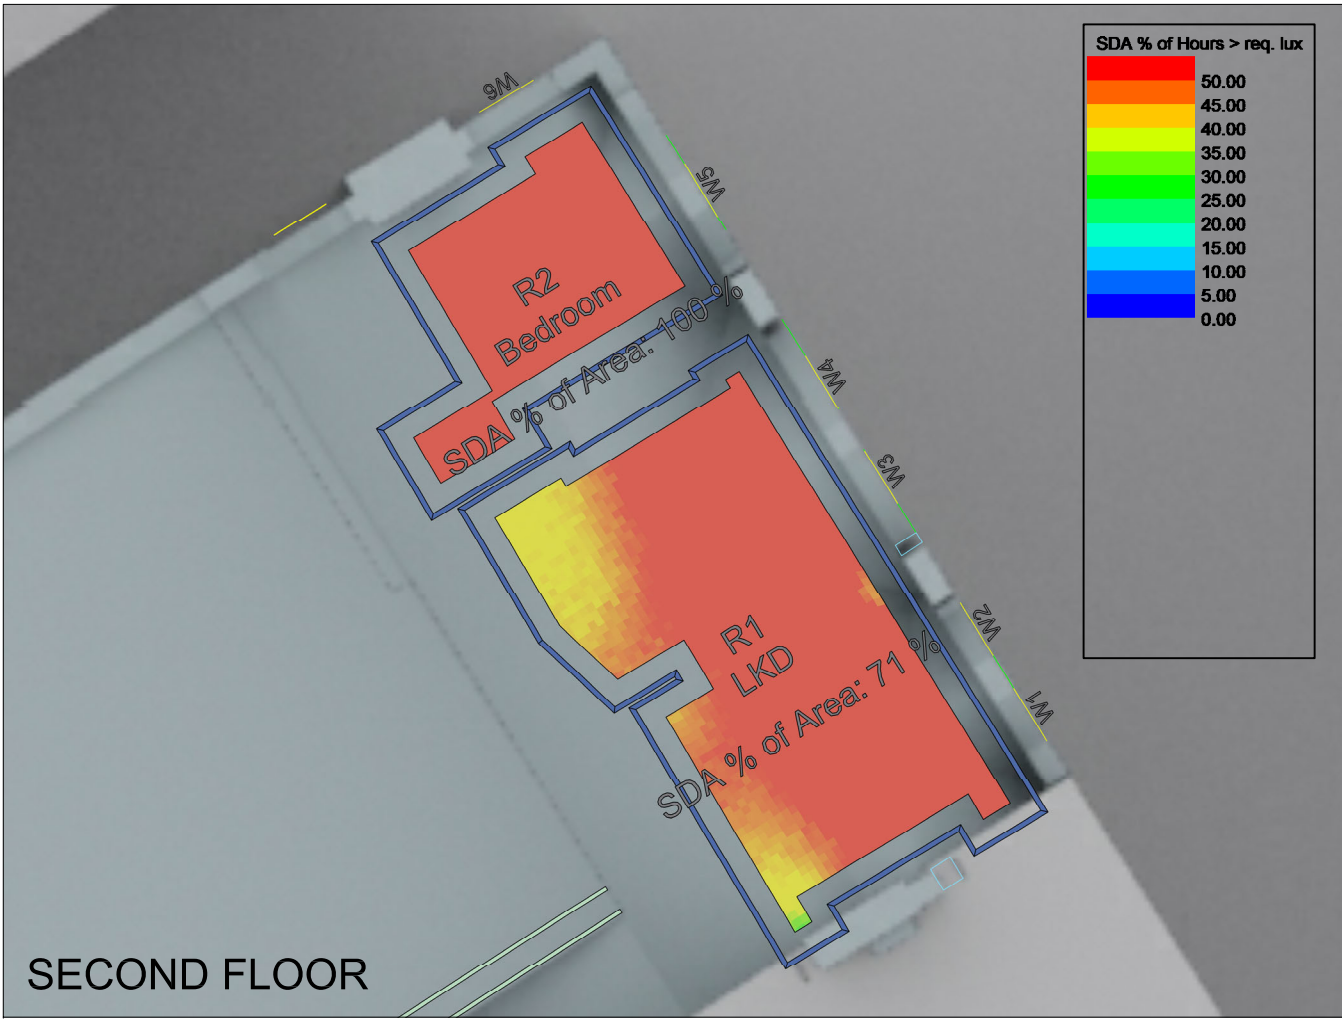 SDA % of Hours > req. lux
50.00
45.00
40.00
35.00
30.00
25.00
20.00
15.00
10.00
5.00
0.00
W6
W5
W4
W3
W2
W1
R2
Bedroom
SDA % of Area: 100 %
R1
LKD
SDA % of Area: 71 %
SECOND FLOOR